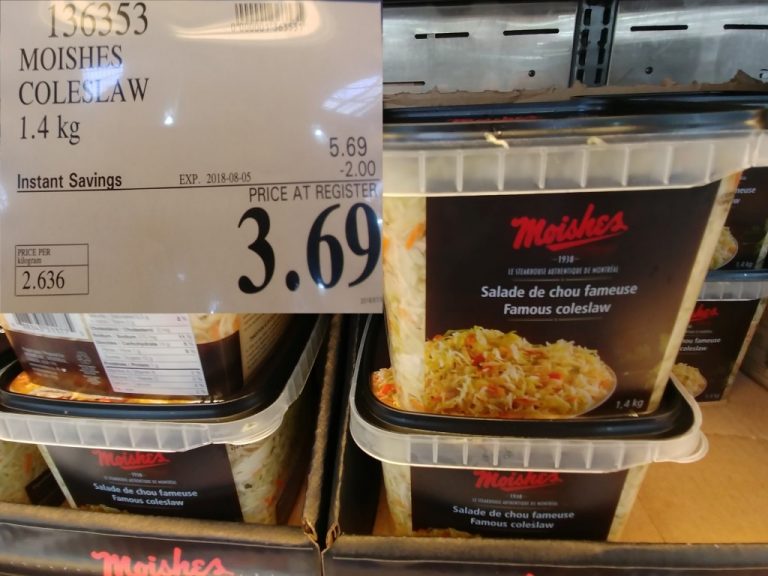 136353
MOISHES
COLESLAW
1.4 kg
5.69
-2.00
Instant Savings EXP. 2018-08-05
PRICE AT REGISTER
3.69
PRICE PER
kilogram
2.636
Moishes
1938
LE STEAKHOUSE AUTHENTIQUE DE MONTRÉAL
Salade de chou fameuse
Famous coleslaw
1,4 kg
Moishes
1938
Salade de chou fameuse
Famous coleslaw
Moishes
1938
LE STEAKHOUSE AUTHENTIQUE DE MONTRÉAL
Salade de chou fameuse
Famous coleslaw
Moishes